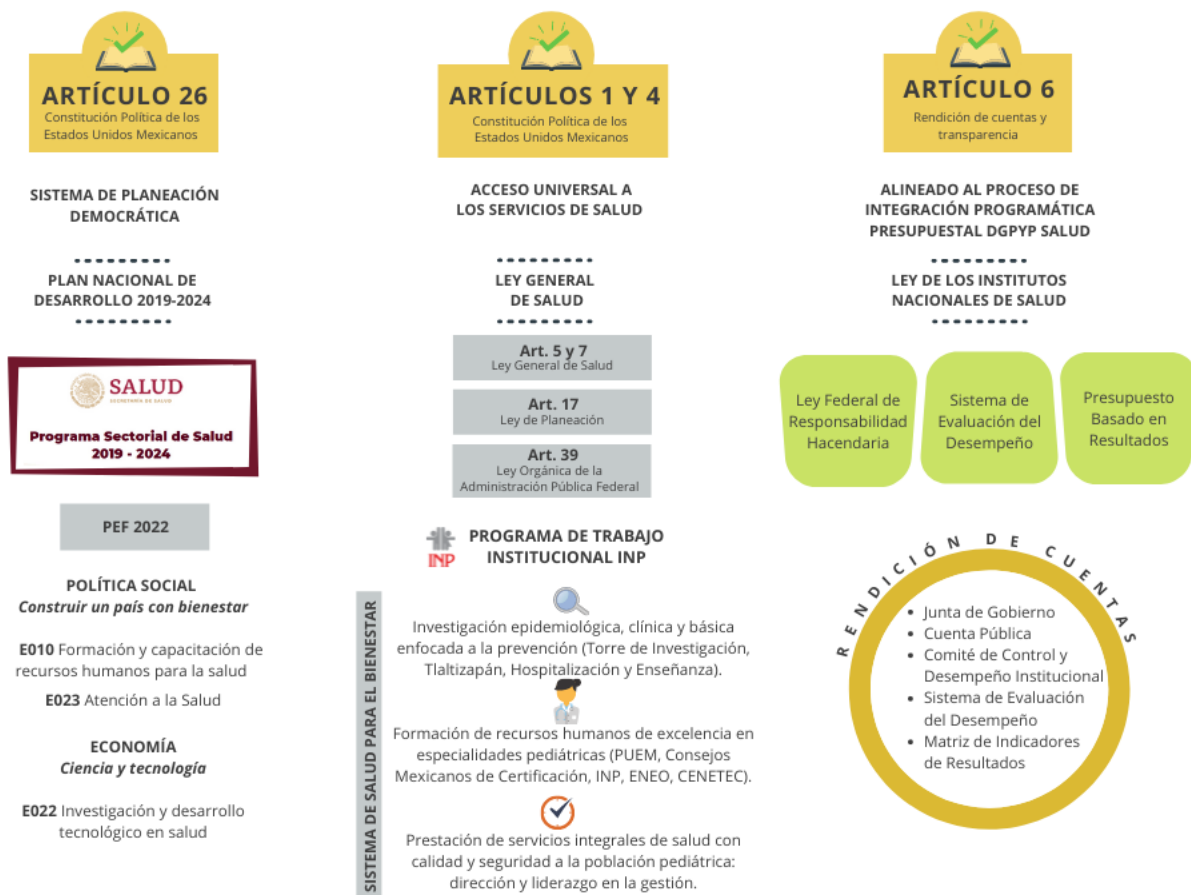 ARTÍCULO 26
Constitución Política de los
Estados Unidos Mexicanos
SISTEMA DE PLANEACIÓN
DEMOCRÁTICA
PLAN NACIONAL DE
DESARROLLO 2019-2024
SALUD
SECRETARÍA DE SALUD
Programa Sectorial de Salud
2019 - 2024
PEF 2022
POLÍTICA SOCIAL
Construir un país con bienestar
E010 Formación y capacitación de
recursos humanos para la salud
E023 Atención a la Salud
ECONOMÍA
Ciencia y tecnología
E022 Investigación y desarrollo
tecnológico en salud
ARTÍCULOS 1 Y 4
Constitución Política de los
Estados Unidos Mexicanos
ACCESO UNIVERSAL A
LOS SERVICIOS DE SALUD
LEY GENERAL
DE SALUD
Art. 5 y 7
Ley General de Salud
Art. 17
Ley de Planeación
Art. 39
Ley Orgánica de la
Administración Pública Federal
INP
PROGRAMA DE TRABAJO
INSTITUCIONAL INP
SISTEMA DE SALUD PARA EL BIENESTAR
Investigación epidemiológica, clínica y básica
enfocada a la prevención (Torre de Investigación,
Tlaltizapán, Hospitalización y Enseñanza).
Formación de recursos humanos de excelencia en
especialidades pediátricas (PUEM, Consejos
Mexicanos de Certificación, INP, ENEO, CENETEC).
Prestación de servicios integrales de salud con
calidad y seguridad a la población pediátrica:
dirección y liderazgo en la gestión.
ARTÍCULO 6
Rendición de cuentas y
transparencia
ALINEADO AL PROCESO DE
INTEGRACIÓN PROGRAMÁTICA
PRESUPUESTAL DGPYP SALUD
LEY DE LOS INSTITUTOS
NACIONALES DE SALUD
Ley Federal de
Responsabilidad
Hacendaria
Sistema de
Evaluación del
Desempeño
Presupuesto
Basado en
Resultados
RENDICIÓN DE CUENTAS
• Junta de Gobierno
• Cuenta Pública
• Comité de Control y
Desempeño Institucional
• Sistema de Evaluación
del Desempeño
• Matriz de Indicadores
de Resultados